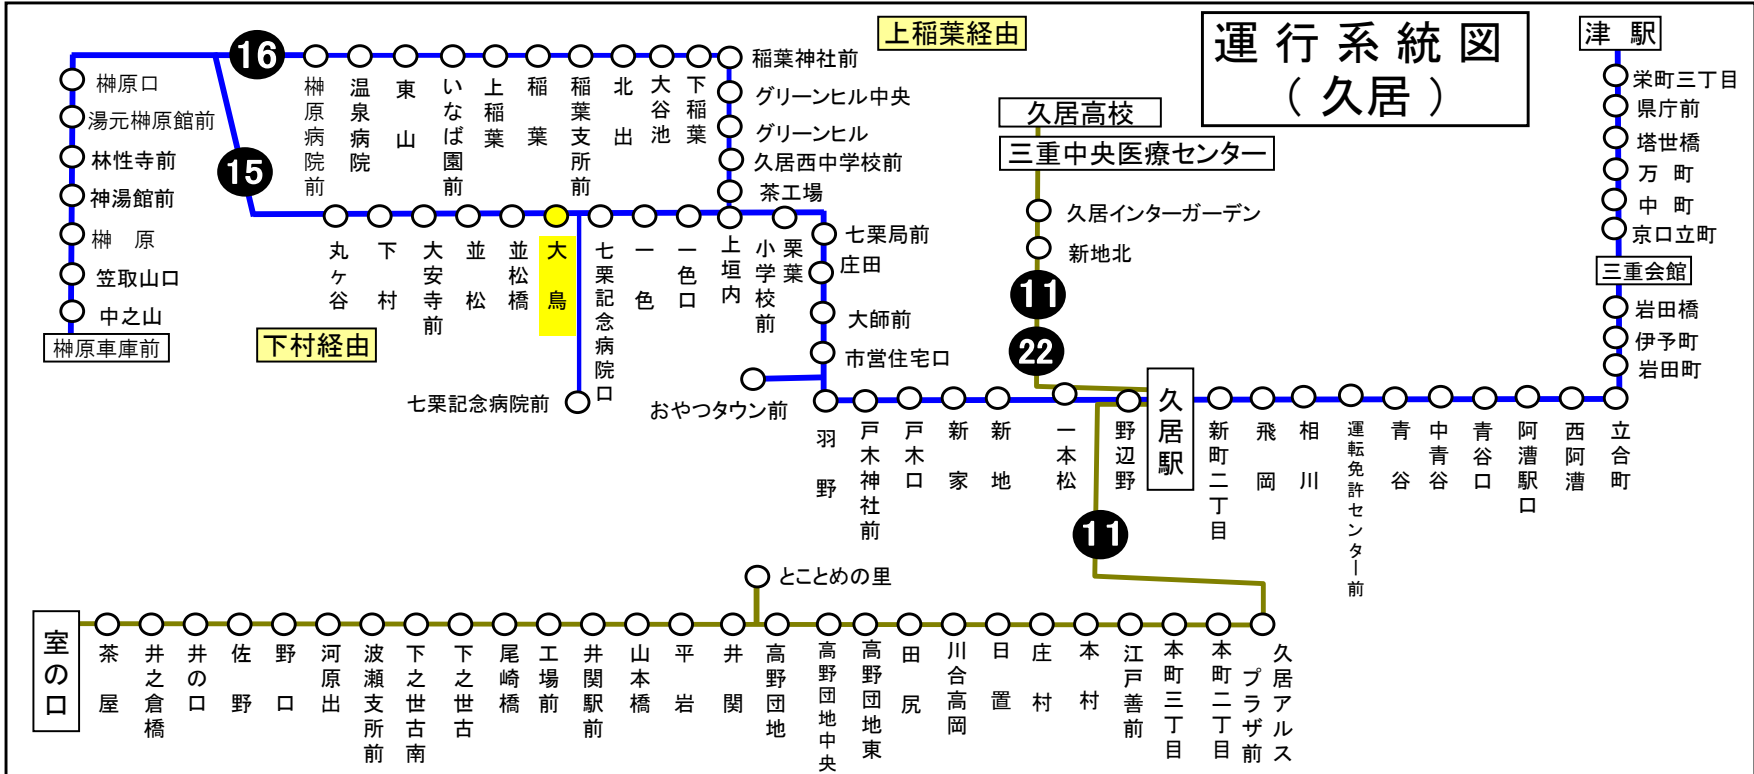 運行系統図
（久居）
上稲葉経由
下村経由
津駅
栄町三丁目
県庁前
塔世橋
万町
中町
京口立町
三重会館
岩田橋
伊予町
岩田町
立合町
西阿漕
阿漕駅口
青谷口
中青谷
青谷
運転免許センター前
相川
飛岡
新町二丁目
久居駅
野辺野
一本松
新地
新家
戸木口
戸木神社前
羽野
おやつタウン前
市営住宅口
大師前
庄田
七栗局前
栗葉
小学校前
上垣内
一色口
一色
七栗記念病院口
七栗記念病院前
大鳥
並松橋
並松
大安寺前
下村
丸ヶ谷
15
16
茶工場
久居西中学校前
グリーンヒル
グリーンヒル中央
稲葉神社前
下稲葉
大谷池
北出
稲葉支所前
稲葉
上稲葉
いなば園前
東山
温泉病院
榊原病院前
榊原口
湯元榊原館前
林性寺前
神湯館前
榊原
笠取山口
中之山
榊原車庫前
久居高校
三重中央医療センター
久居インターガーデン
新地北
11
22
11
久居アルス
プラザ前
本町二丁目
本町三丁目
江戸善前
本村
庄村
日置
川合高岡
田尻
高野団地東
高野団地中央
高野団地
とことめの里
井関
平岩
山本橋
井関駅前
工場前
尾崎橋
下之世古
下之世古南
波瀬支所前
河原出
野口
佐野
井のロ
井之倉橋
茶屋
室の口